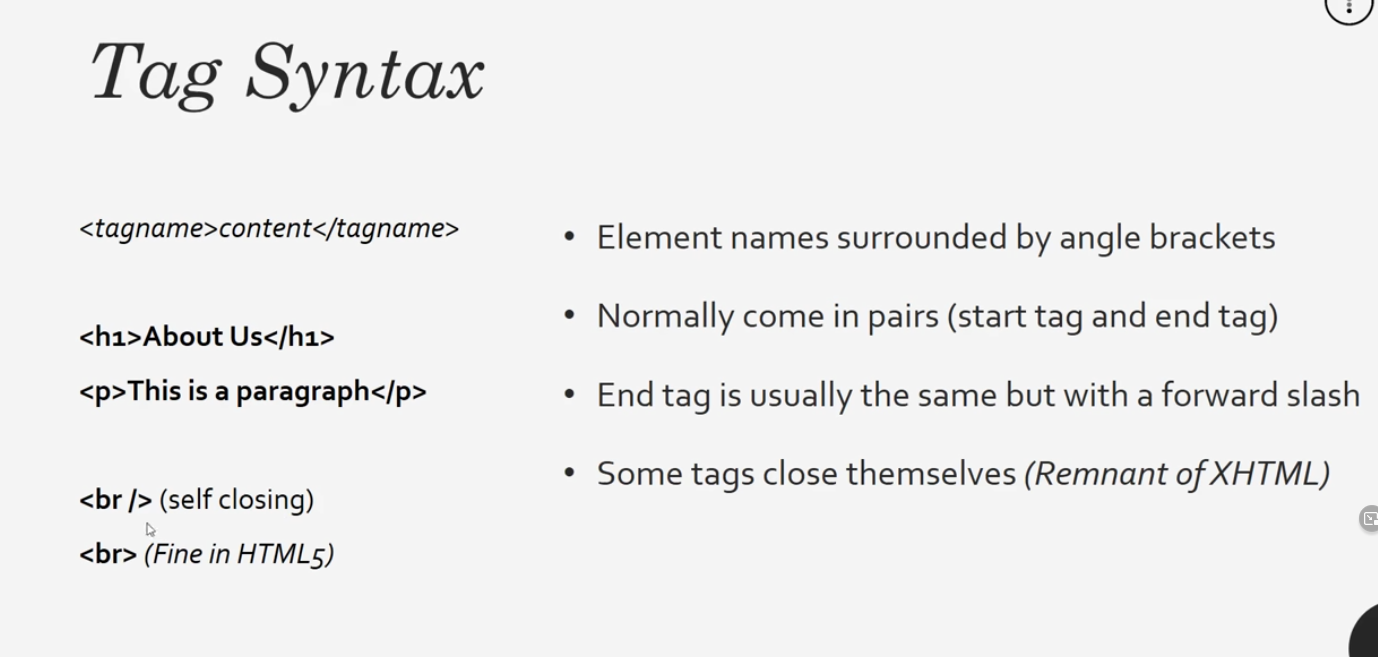 Tag Syntax
<tagname>content</tagname>
<h1>About Us</h1>
<p>This is a paragraph</p>
<br /> (self closing)
<br> (Fine in HTML5)
• Element names surrounded by angle brackets
• Normally come in pairs (start tag and end tag)
• End tag is usually the same but with a forward slash
• Some tags close themselves (Remnant of XHTML)